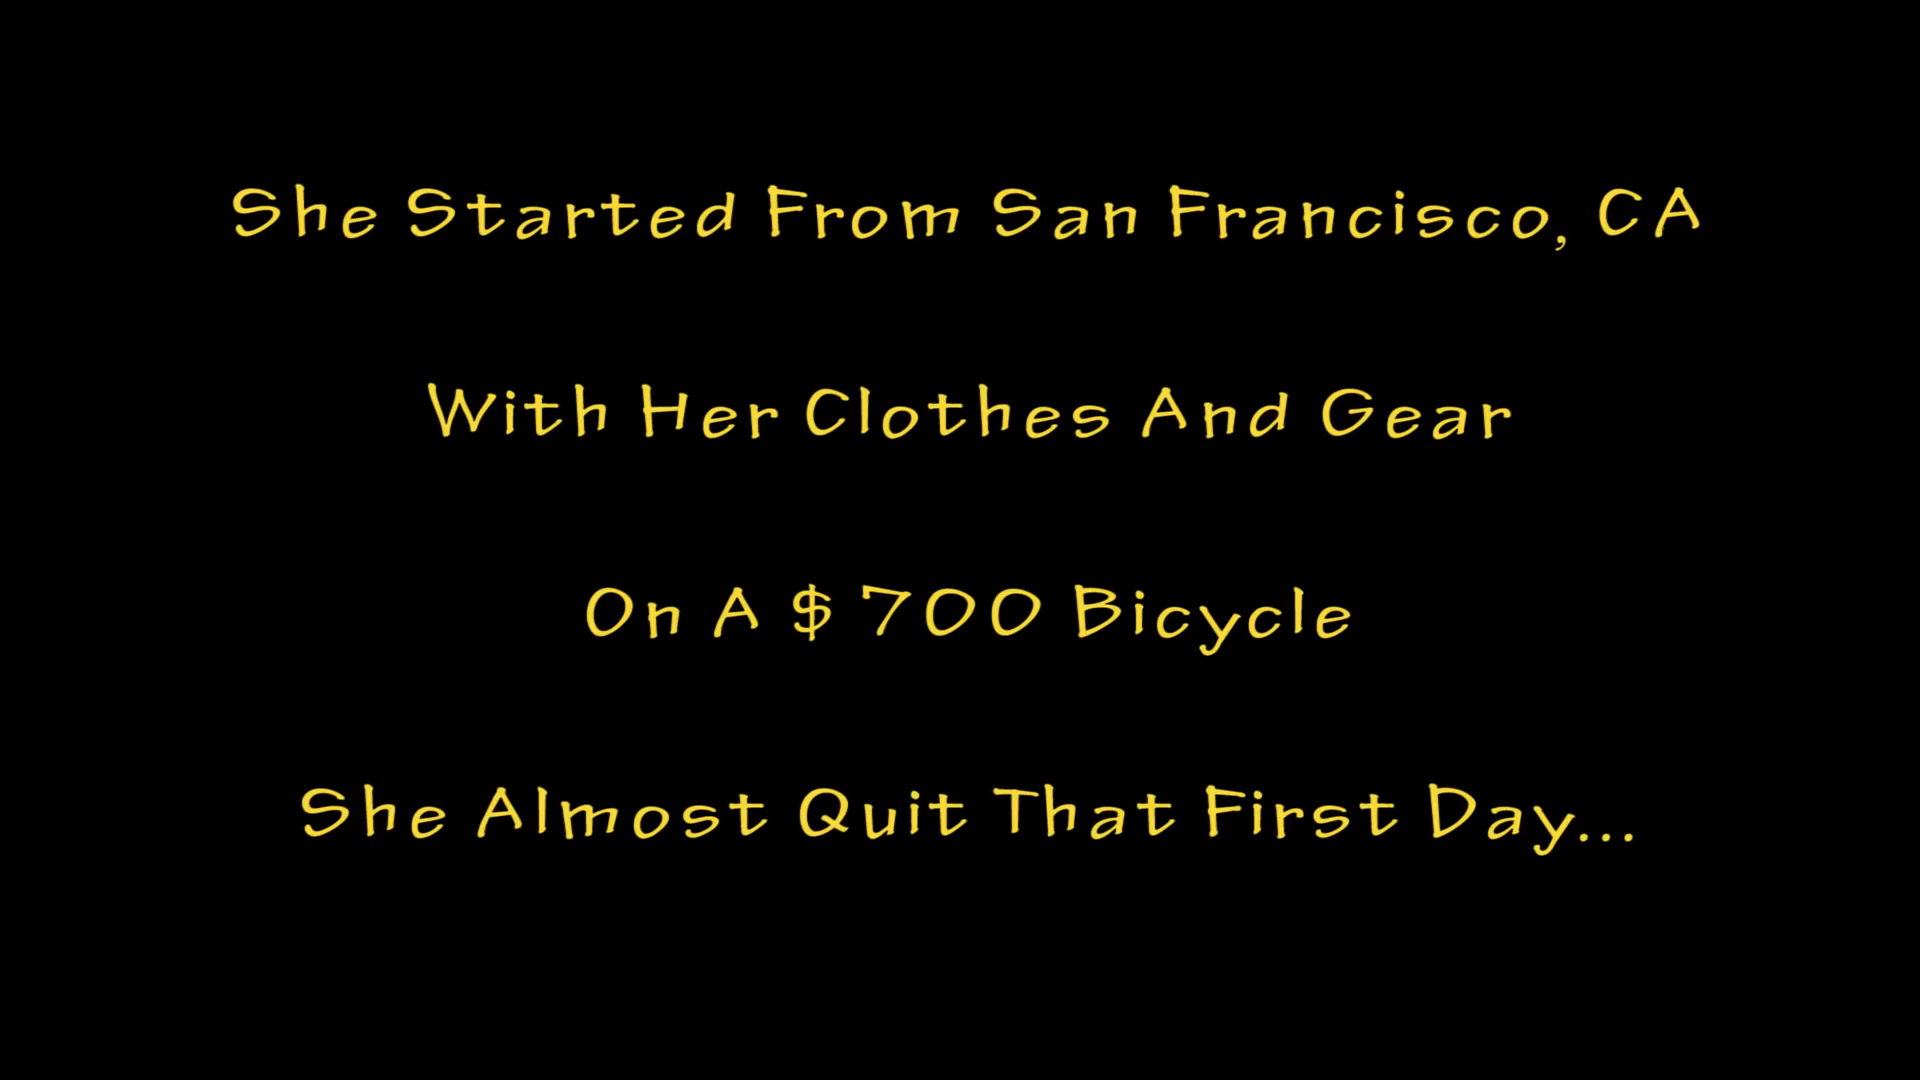 She Started From San Francisco, CA
With Her Clothes And Gear
On A $ 700 Bicycle
She Almost Quit That First Day...